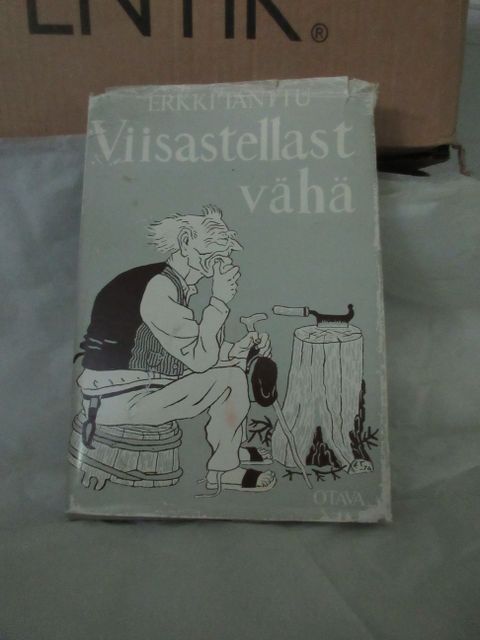 ENTIK®
ERKKI TANTTU
Viisastellast
vähä
OTAVA